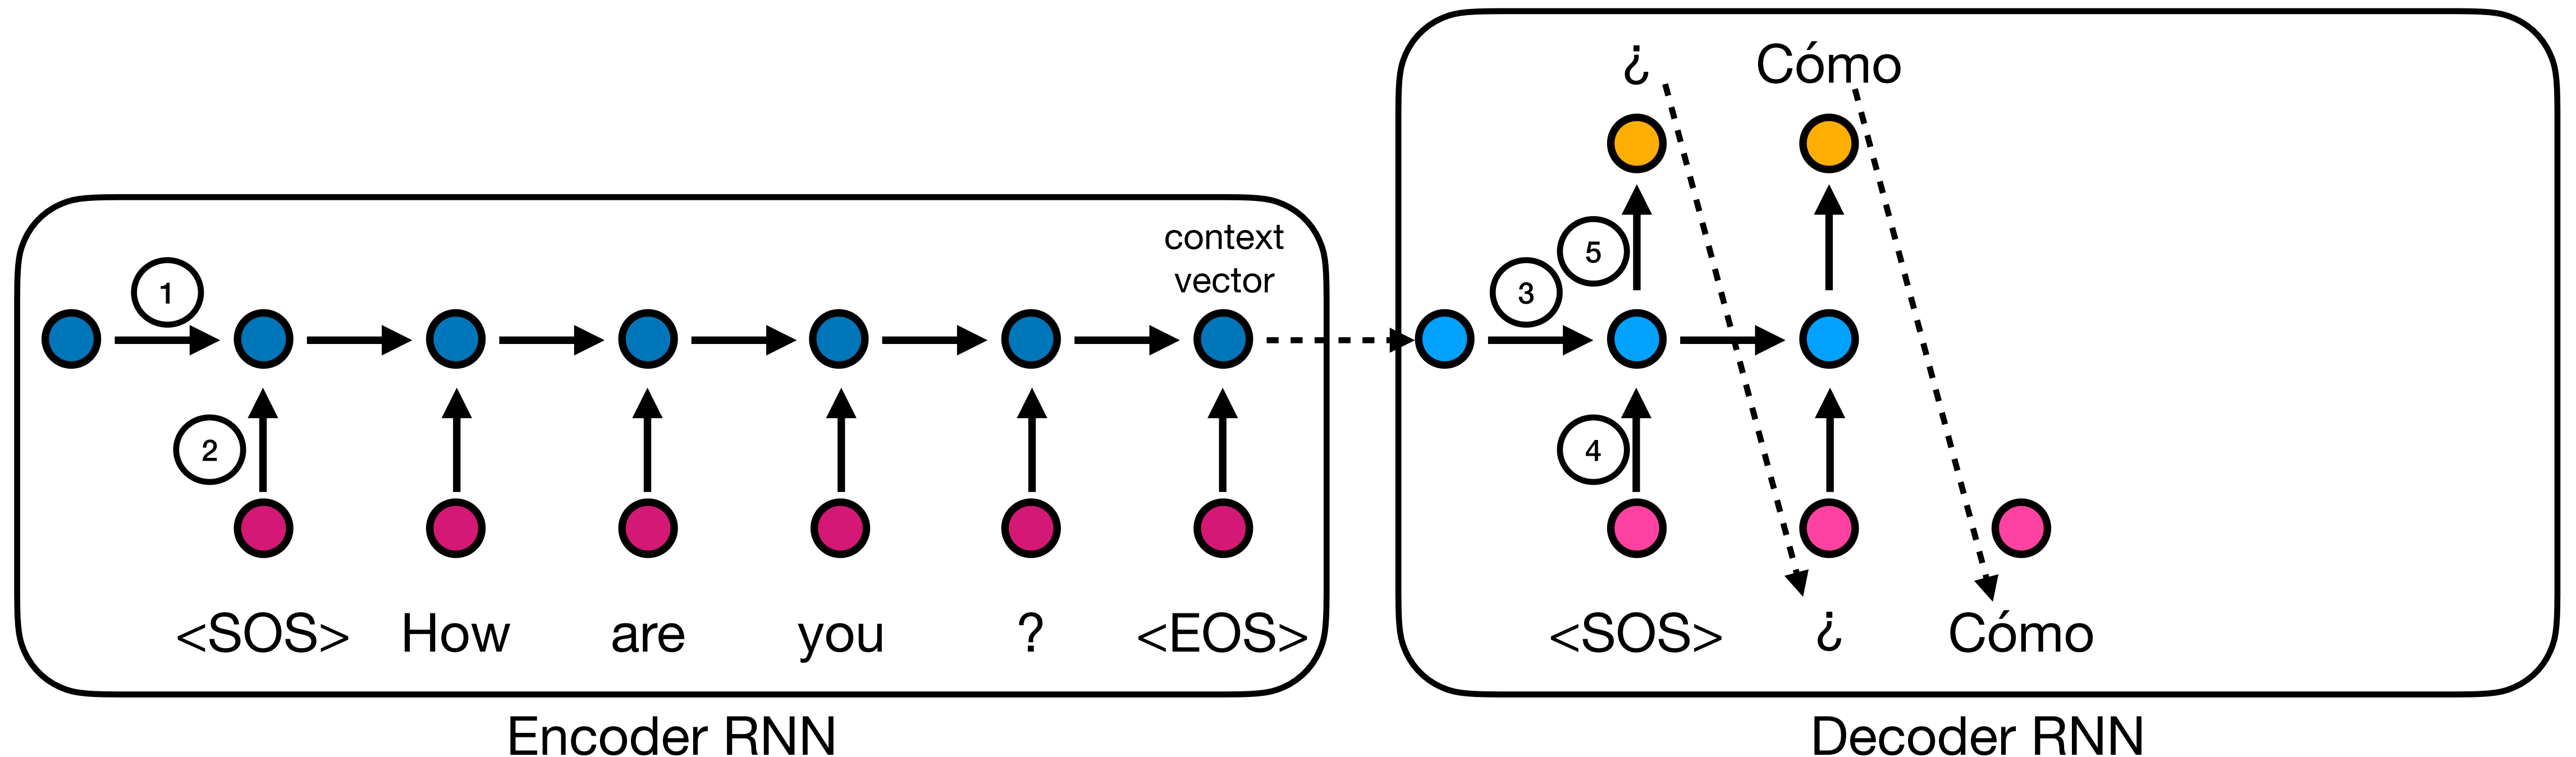 ¿ Cómo
context
vector
1
5
3
2
4
<SOS> How are you ? <EOS>
<SOS> ¿ Cómo
Encoder RNN
Decoder RNN